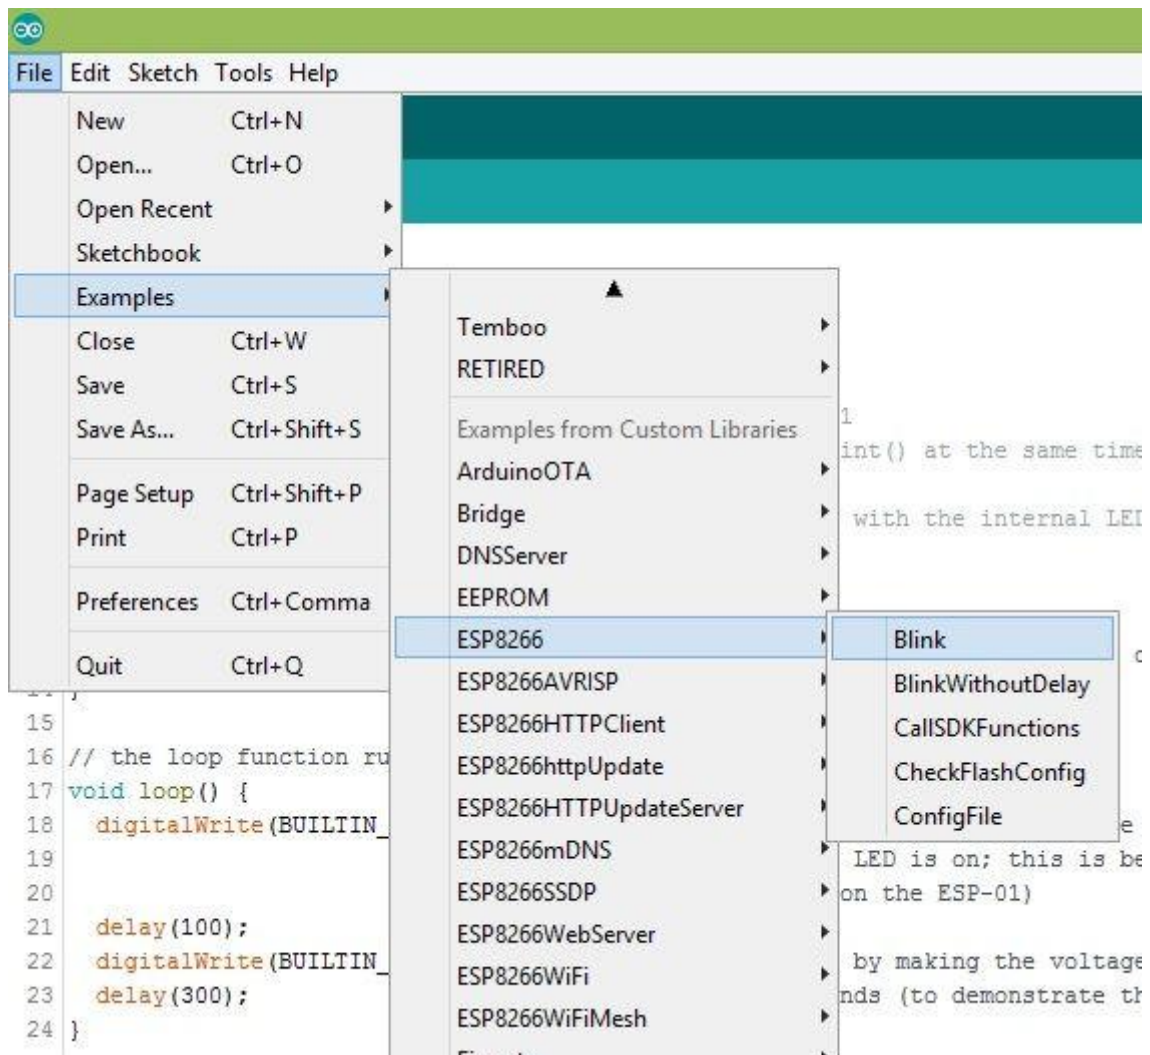 File Edit Sketch Tools Help
New Ctrl+N
Open... Ctrl+O
Open Recent
Sketchbook
Examples
Close Ctrl+W
Save Ctrl+S
Save As... Ctrl+Shift+S
Page Setup Ctrl+Shift+P
Print Ctrl+P
Preferences Ctrl+Comma
Quit Ctrl+Q
Temboo
RETIRED
Examples from Custom Libraries
ArduinoOTA
Bridge
DNSServer
EEPROM
ESP8266
ESP8266AVRISP
ESP8266HTTPClient
ESP8266httpUpdate
ESP8266HTTPUpdateServer
ESP8266mDNS
ESP8266SSDP
ESP8266WebServer
ESP8266WiFi
ESP8266WiFiMesh
Blink
BlinkWithoutDelay
CallSDKFunctions
CheckFlashConfig
ConfigFile
1
int() at the same time
with the internal LED
15
16 // the loop function ru
17 void loop() {
18 digitalWrite(BUILTIN_ e
19 LED is on; this is be
20 on the ESP-01)
21 delay(100);
22 digitalWrite(BUILTIN_ by making the voltage
23 delay(300); nds (to demonstrate th
24 }